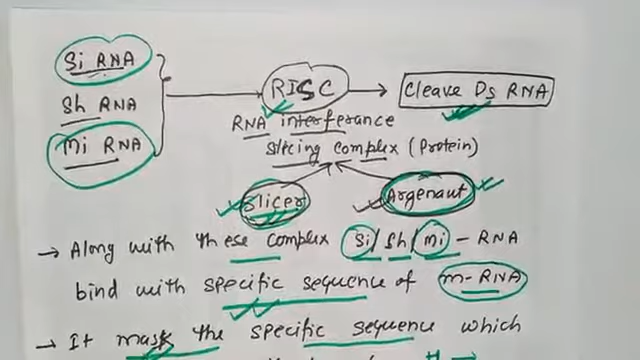 Si RNA
Sh RNA
Mi RNA
RISC
Cleave Ds RNA
RNA interferance
slicing complex (Protein)
Slicer
Argenaut
→ Along with these complex Si/Sh/Mi-RNA
bind with specific sequence of m-RNA
→ It mask the specific sequence which